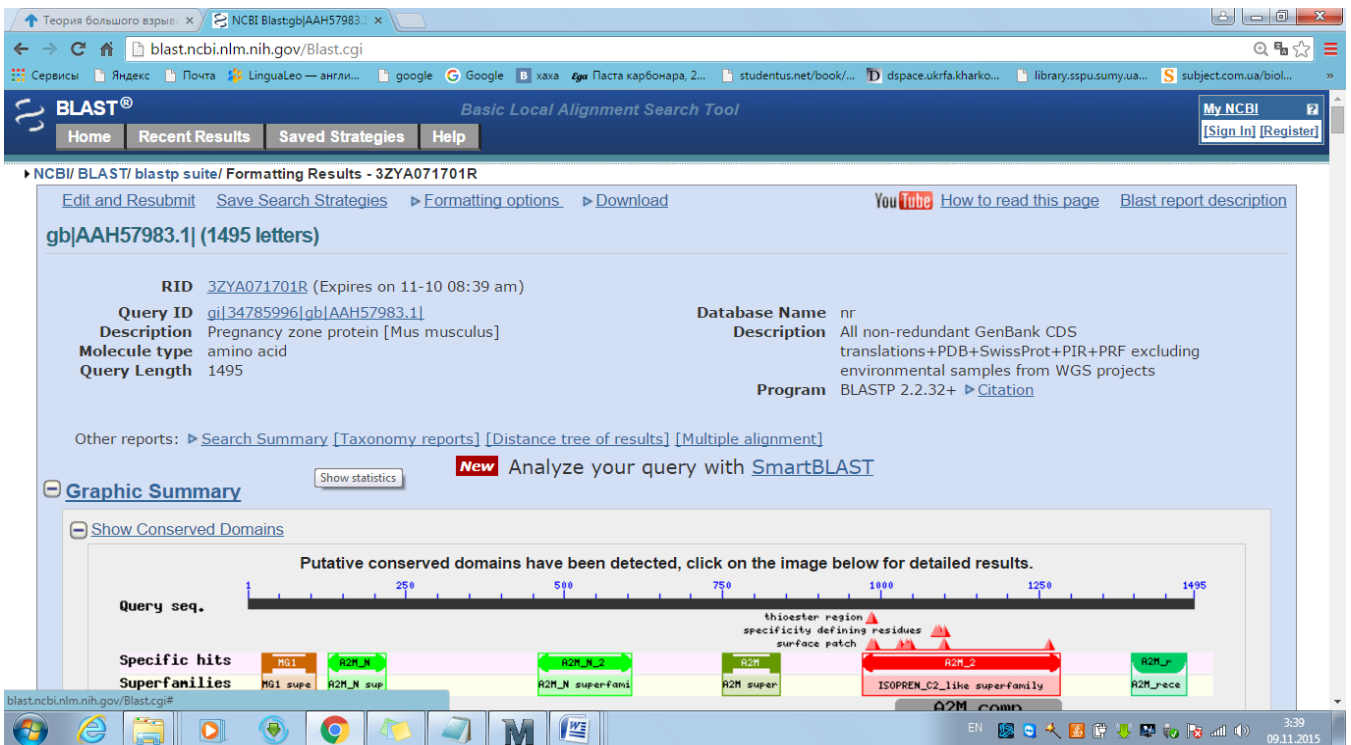 Теория большого взрыв
NCBI Blast:gb|AAH57983.1
blast.ncbi.nlm.nih.gov/Blast.cgi
Сервисы Яндекс Почта LinguaLeo — англи... google Google хаха Паста карбонара, 2... studentus.net/book/... dspace.ukrfa.kharko... library.sspu.sumy.ua... subject.com.ua/biol... »
BLAST®
Basic Local Alignment Search Tool
My NCBI
[Sign In] [Register]
Home Recent Results Saved Strategies Help
NCBI/ BLAST/ blastp suite/ Formatting Results - 3ZYA071701R
Edit and Resubmit Save Search Strategies Formatting options Download
YouTube How to read this page Blast report description
gb|AAH57983.1| (1495 letters)
RID 3ZYA071701R (Expires on 11-10 08:39 am)
Query ID gi|34785996|gb|AAH57983.1|
Description Pregnancy zone protein [Mus musculus]
Molecule type amino acid
Query Length 1495
Database Name nr
Description All non-redundant GenBank CDS
translations+PDB+SwissProt+PIR+PRF excluding
environmental samples from WGS projects
Program BLASTP 2.2.32+ Citation
Other reports: Search Summary [Taxonomy reports] [Distance tree of results] [Multiple alignment]
New Analyze your query with SmartBLAST
Show statistics
Graphic Summary
Show Conserved Domains
Putative conserved domains have been detected, click on the image below for detailed results.
1 250 500 750 1000 1250 1495
Query seq.
thioester region
specificity defining residues
surface patch
Specific hits MG1 A2M_N A2M_N_2 A2M A2M_2 A2M_r
Superfamilies MG1 supe A2M_N sup A2M_N superfami A2M super ISOPREN_C2_like superfamily A2M_rece
A2M_comp
blast.ncbi.nlm.nih.gov/Blast.cgi#
EN
3:39
09.11.2015